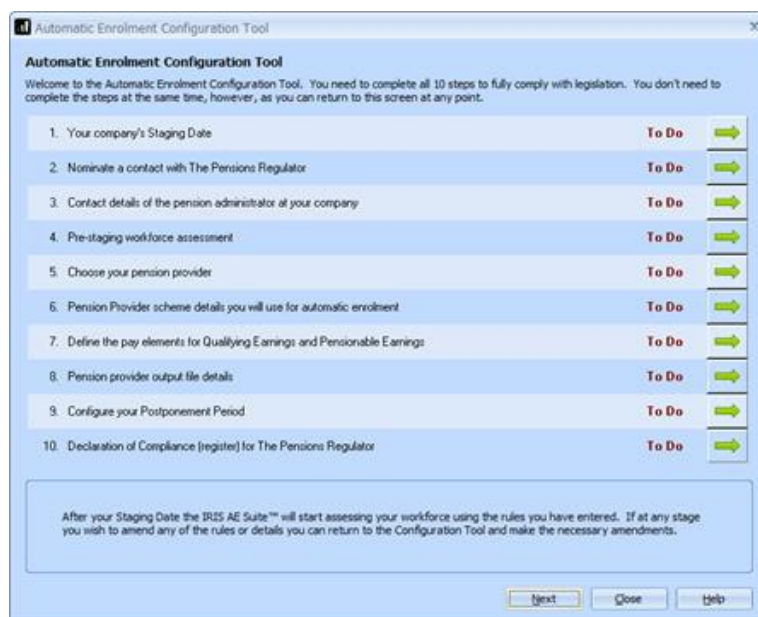 Automatic Enrolment Configuration Tool
Automatic Enrolment Configuration Tool
Welcome to the Automatic Enrolment Configuration Tool. You need to complete all 10 steps to fully comply with legislation. You don't need to
complete the steps at the same time, however, as you can return to this screen at any point.
1. Your company's Staging Date To Do
2. Nominate a contact with The Pensions Regulator To Do
3. Contact details of the pension administrator at your company To Do
4. Pre-staging workforce assessment To Do
5. Choose your pension provider To Do
6. Pension Provider scheme details you will use for automatic enrolment To Do
7. Define the pay elements for Qualifying Earnings and Pensionable Earnings To Do
8. Pension provider output file details To Do
9. Configure your Postponement Period To Do
10. Declaration of Compliance (register) for The Pensions Regulator To Do
After your Staging Date the IRIS AE Suite™ will start assessing your workforce using the rules you have entered. If at any stage
you wish to amend any of the rules or details you can return to the Configuration Tool and make the necessary amendments.
Next Close Help